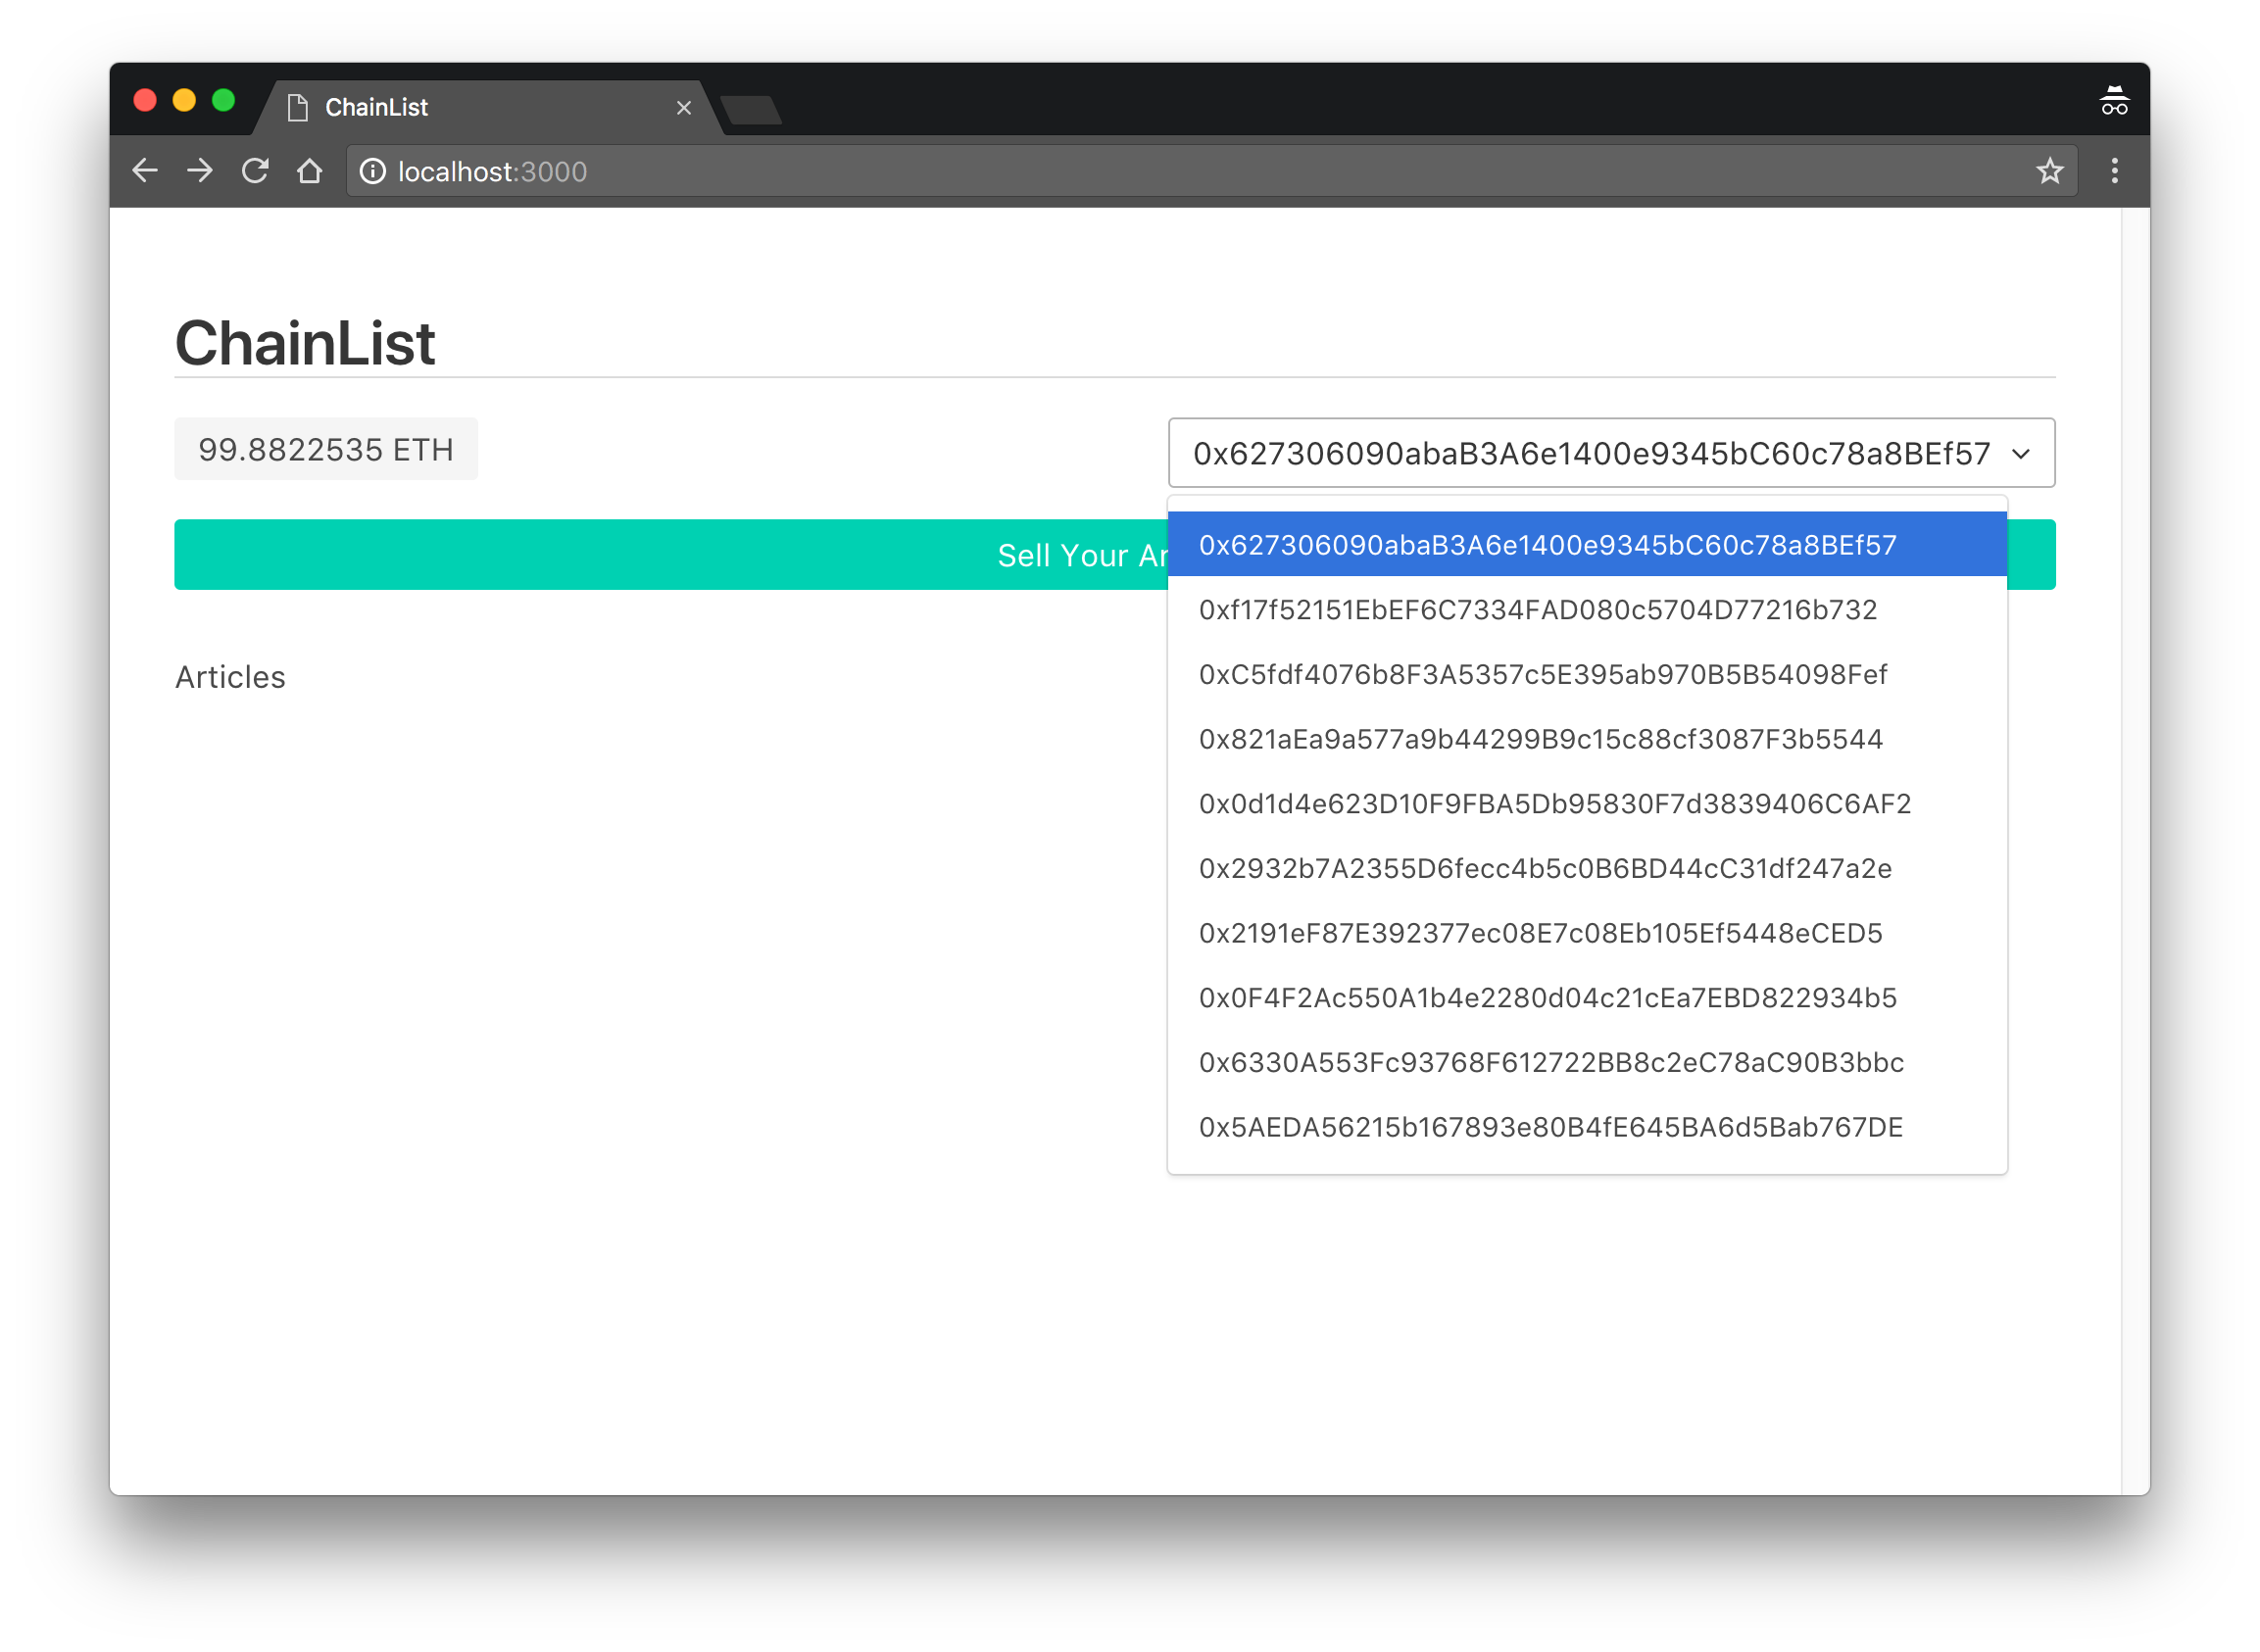 ChainList
localhost:3000
ChainList
99.8822535 ETH
0x627306090abaB3A6e1400e9345bC60c78a8BEf57
Sell Your Ar
0x627306090abaB3A6e1400e9345bC60c78a8BEf57
0xf17f52151EbEF6C7334FAD080c5704D77216b732
0xC5fdf4076b8F3A5357c5E395ab970B5B54098Fef
Articles
0x821aEa9a577a9b44299B9c15c88cf3087F3b5544
0x0d1d4e623D10F9FBA5Db95830F7d3839406C6AF2
0x2932b7A2355D6fecc4b5c0B6BD44cC31df247a2e
0x2191eF87E392377ec08E7c08Eb105Ef5448eCED5
0x0F4F2Ac550A1b4e2280d04c21cEa7EBD822934b5
0x6330A553Fc93768F612722BB8c2eC78aC90B3bbc
0x5AEDA56215b167893e80B4fE645BA6d5Bab767DE